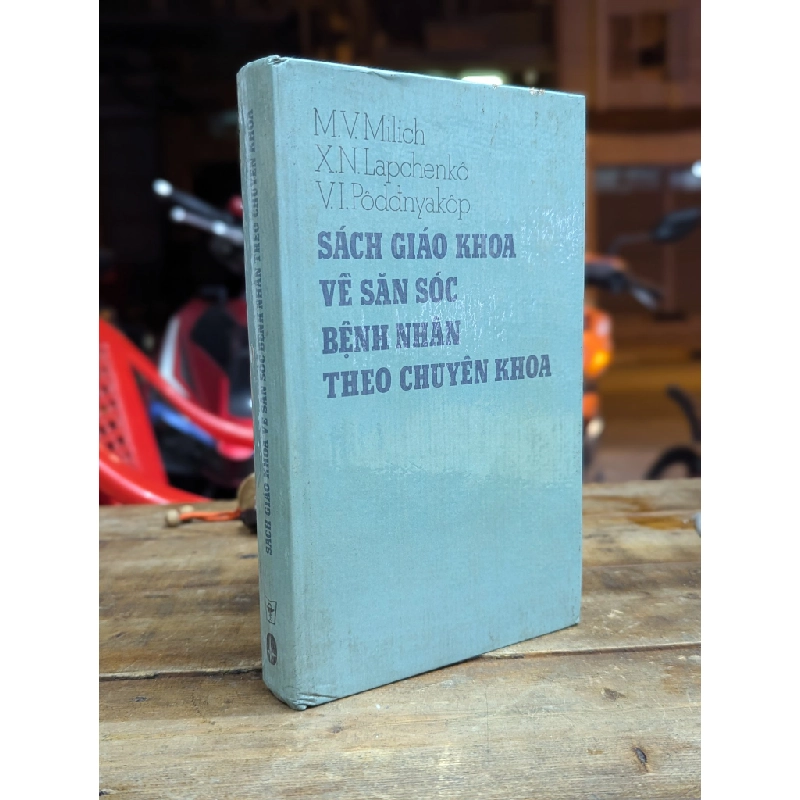 M.V. Milich
X.N. Lapchenkô
V.I. Pôđđnyakôp
SÁCH GIÁO KHOA
VỀ SĂN SÓC
BỆNH NHÂN
THEO CHUYÊN KHOA
SÁCH GIÁO KHOA VỀ SĂN SÓC BỆNH NHÂN THEO CHUYÊN KHOA